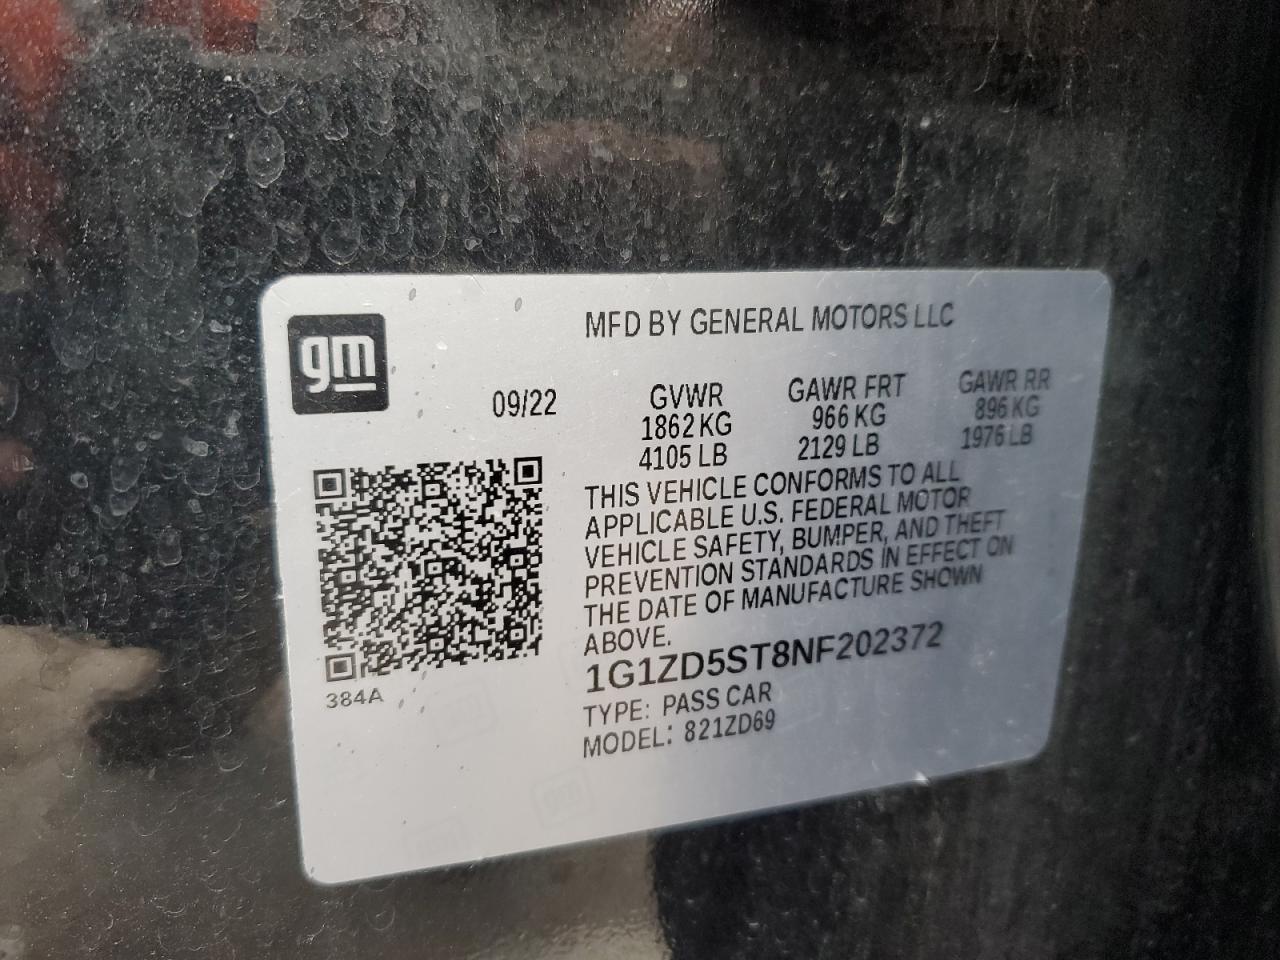 gm
MFD BY GENERAL MOTORS LLC
09/22
GVWR
1862 KG
4105 LB
GAWR FRT
966 KG
2129 LB
GAWR RR
896 KG
1976 LB
THIS VEHICLE CONFORMS TO ALL
APPLICABLE U.S. FEDERAL MOTOR
VEHICLE SAFETY, BUMPER, AND THEFT
PREVENTION STANDARDS IN EFFECT ON
THE DATE OF MANUFACTURE SHOWN
ABOVE.
1G1ZD5ST8NF202372
TYPE: PASS CAR
MODEL: 821ZD69
384A
gm